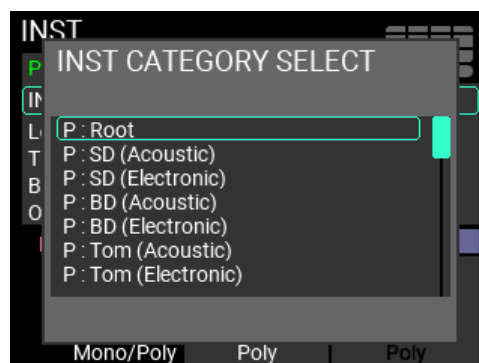 INST
INST CATEGORY SELECT
P : Root
P : SD (Acoustic)
P : SD (Electronic)
P : BD (Acoustic)
P : BD (Electronic)
P : Tom (Acoustic)
P : Tom (Electronic)
Mono/Poly Poly Poly